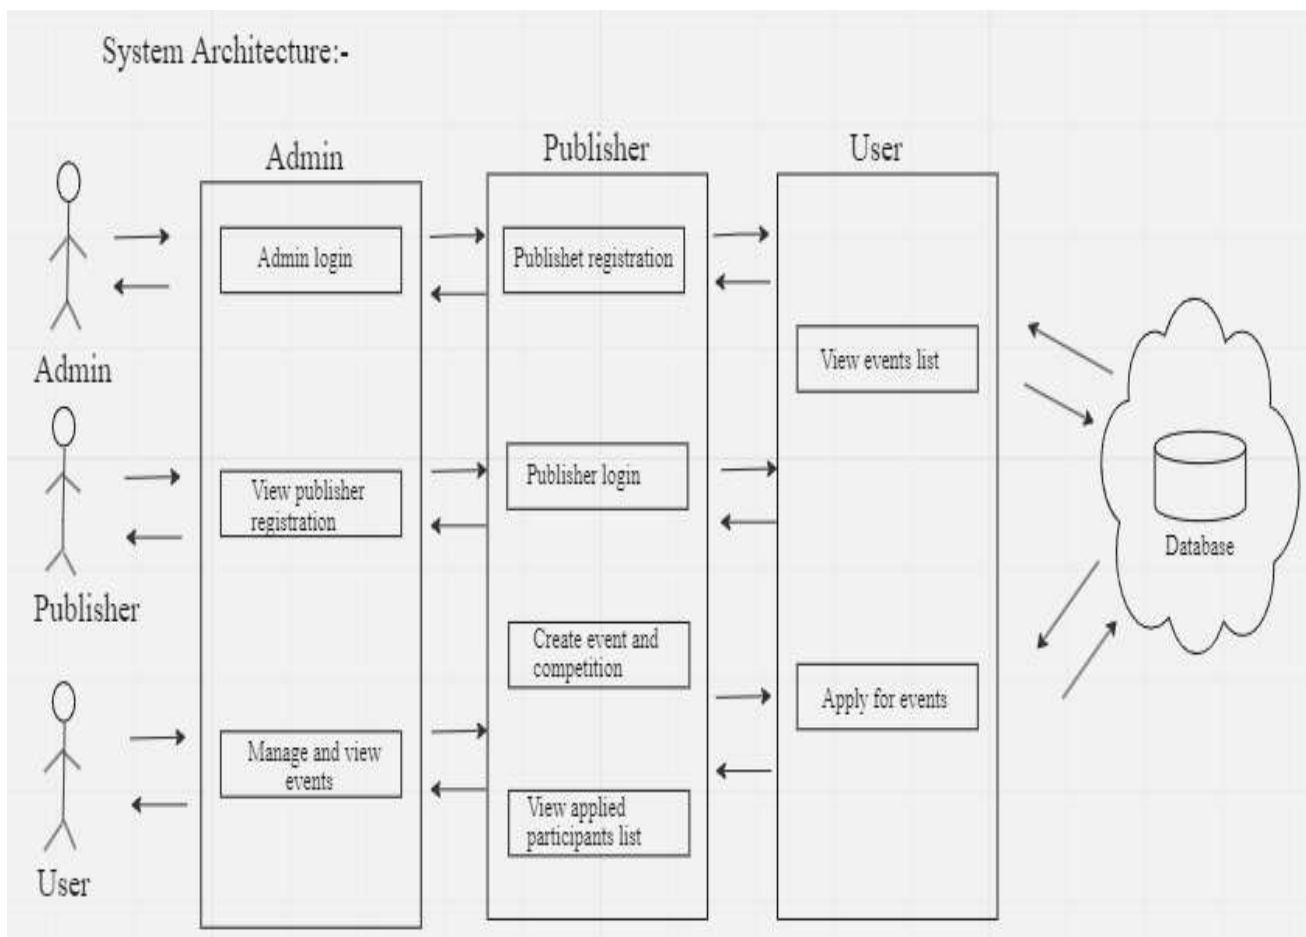 System Architecture:-
Admin
Publisher
User
Admin login
Publishet registration
View events list
Admin
View publisher
registration
Publisher login
Database
Publisher
Create event and
competition
Apply for events
Manage and view
events
View applied
participants list
User